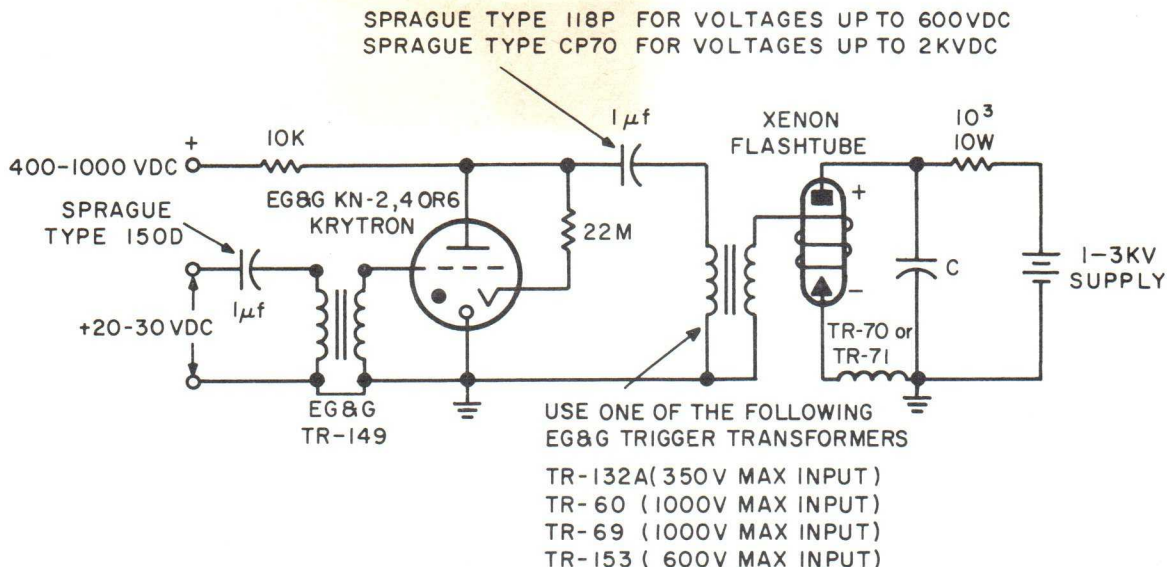 SPRAGUE TYPE 118P FOR VOLTAGES UP TO 600VDC
SPRAGUE TYPE CP70 FOR VOLTAGES UP TO 2KVDC
1µf
XENON
FLASHTUBE
10³
10W
+
10K
400-1000 VDC
EG&G KN-2,4OR6
KRYTRON
+
SPRAGUE
TYPE 150D
22M
1µf
C
1-3KV
SUPPLY
−
+20-30 VDC
TR-70 or
TR-71
EG&G
TR-149
USE ONE OF THE FOLLOWING
EG&G TRIGGER TRANSFORMERS
TR-132A(350V MAX INPUT)
TR-60 (1000V MAX INPUT)
TR-69 (1000V MAX INPUT)
TR-153 ( 600V MAX INPUT)